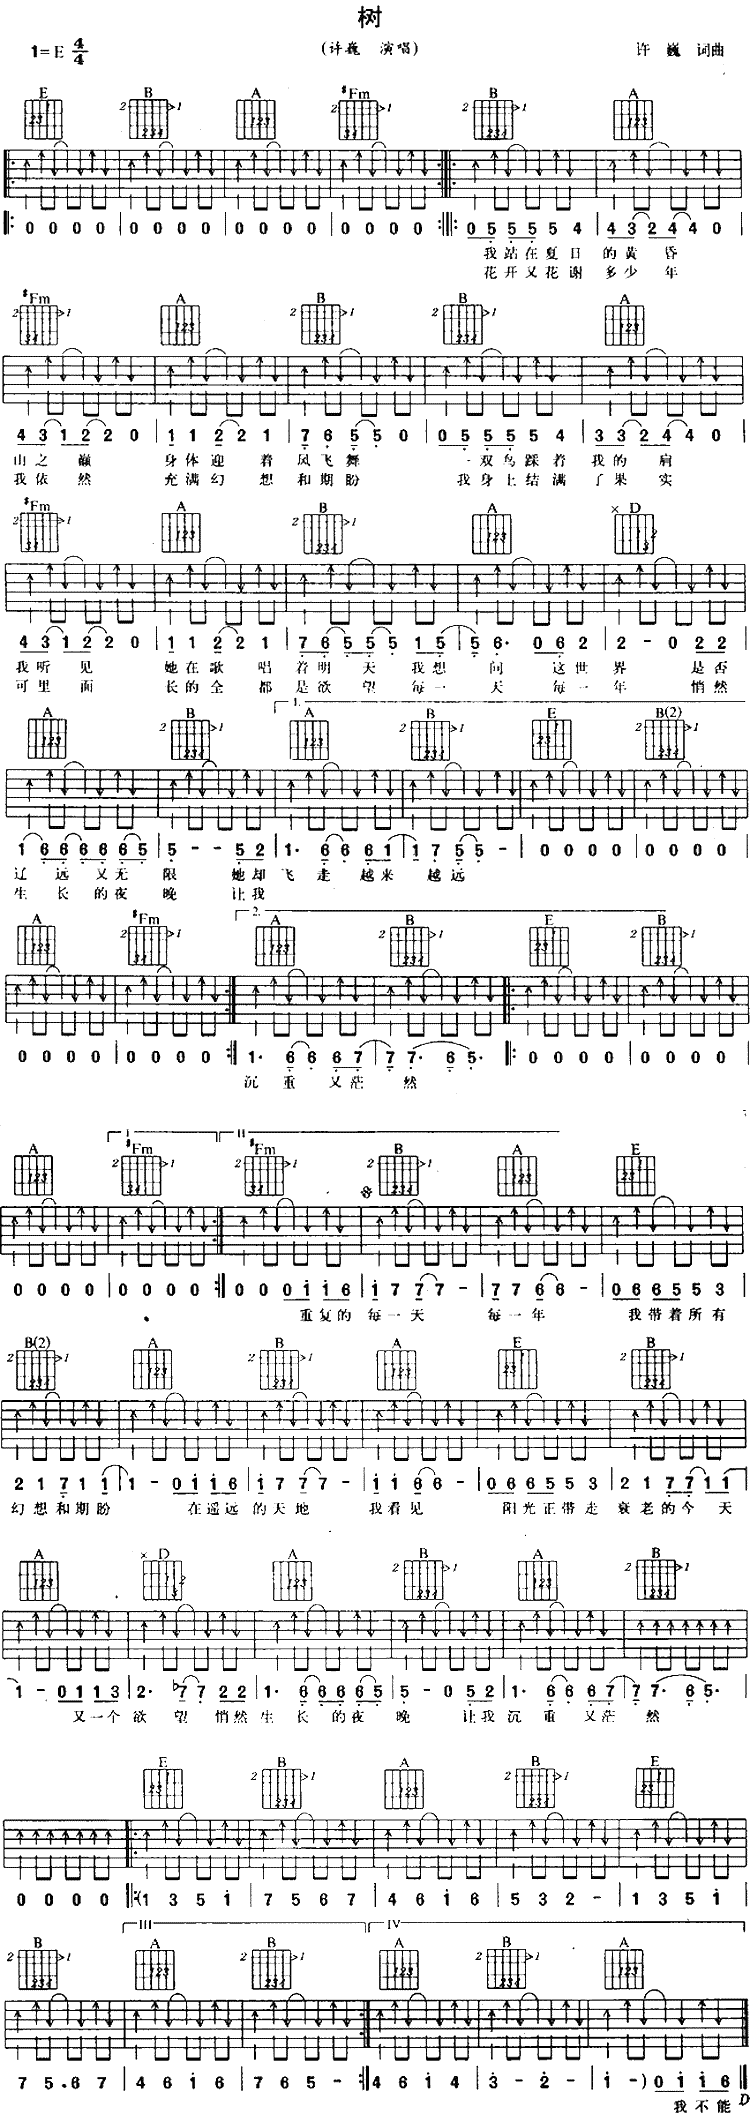 树
1=E 4/4 (许巍 演唱) 许 巍 词曲
E B A #Fm B A
0 0 0 0 | 0 0 0 0 | 0 0 0 0 | 0 0 0 0 | 0 5 5 5 5 4 | 4 3 2 4 4 0
我站在夏日 的黄 昏
花开又花谢 多少 年
#Fm A B B A
4 3 1 2 2 0 | 1 1 2 2 1 | 7 6 5 5 0 | 0 5 5 5 5 4 | 3 3 2 4 4 0
山之 巅 身体迎 着 风飞舞 一双鸟踩着 我的 肩
我依 然 充满幻 想 和期盼 我身上结满 了果 实
#Fm A B A D
4 3 1 2 2 0 | 1 1 2 2 1 | 7 6 5 5 5 1 5 | 5 6· 0 6 2 | 2 - 0 2 2
我听 见 她在歌 唱 着明 天 我想 问 这世 界 是否
可里 面 长的全 都 是欲 望 每一 天 每一 年 悄然
A B 1. A B E B(2)
1 6 6 6 6 6 5 | 5 - - 5 2 | 1· 6 6 6 1 | 1 7 5 5 - | 0 0 0 0 | 0 0 0 0
辽 远 又无 限 她却 飞 走 越来 越远
生 长 的夜 晚 让我
A #Fm 2. A B E B
0 0 0 0 | 0 0 0 0 | 1· 6 6 6 7 | 7 7· 6 5· | 0 0 0 0 | 0 0 0 0
沉 重 又茫 然
A I #Fm II #Fm B A E
0 0 0 0 | 0 0 0 0 | 0 0 0 1 1 6 | 1 7 7 7 - | 7 7 6 6 - | 0 6 6 5 5 3
重复的 每一天 每一年 我带着所有
B(2) A B A E B
2 1 7 1 1 | 1 - 0 1 1 6 | 1 7 7 7 - | 1 1 6 6 - | 0 6 6 5 5 3 | 2 1 7 7 1 1
幻想和期盼 在遥远 的天地 我看见 阳光正带走 衰老的今 天
A D A B A B
1 - 0 1 1 3 | 2· 7 7 2 2 | 1· 6 6 6 6 5 | 5 - 0 5 2 | 1· 6 6 6 7 | 7 7· 6 5·
又一个 欲 望 悄然 生 长 的夜 晚 让我 沉 重 又茫 然
E B A B E
0 0 0 0 | (1 3 5 1 | 7 5 6 7 | 4 6 1 6 | 5 3 2 - | 1 3 5 1
B III A B IV A B A
7 5 . 6 7 | 4 6 1 6 | 7 6 5 - | 4 6 1 4 | 3 - 2 - | 1 - ) 0 1 1 6
我不能 D